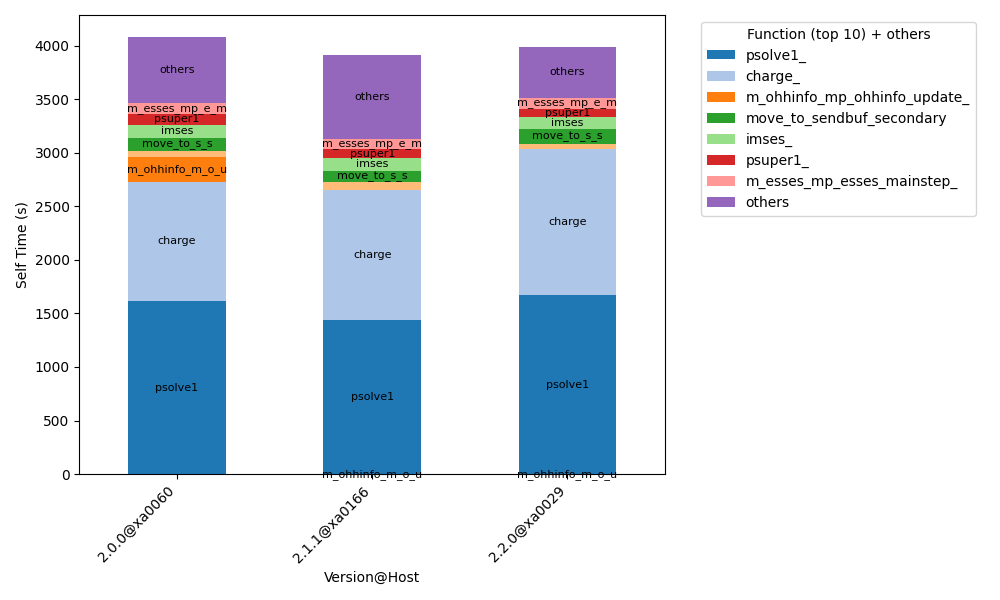 4000
3500
3000
2500
2000
1500
1000
500
0
Self Time (s)
others
m_esses_mp_e_m
psuper1
imses
move_to_s_s
m_ohhinfo_m_o_u
charge
psolve1
others
m_esses_mp_e_m
psuper1
imses
move_to_s_s
charge
psolve1
m_ohhinfo_m_o_u
others
m_esses_mp_e_m
psuper1
imses
move_to_s_s
charge
psolve1
m_ohhinfo_m_o_u
2.0.0@xa0060
2.1.1@xa0166
2.2.0@xa0029
Version@Host
Function (top 10) + others
psolve1_
charge_
m_ohhinfo_mp_ohhinfo_update_
move_to_sendbuf_secondary
imses_
psuper1_
m_esses_mp_esses_mainstep_
others